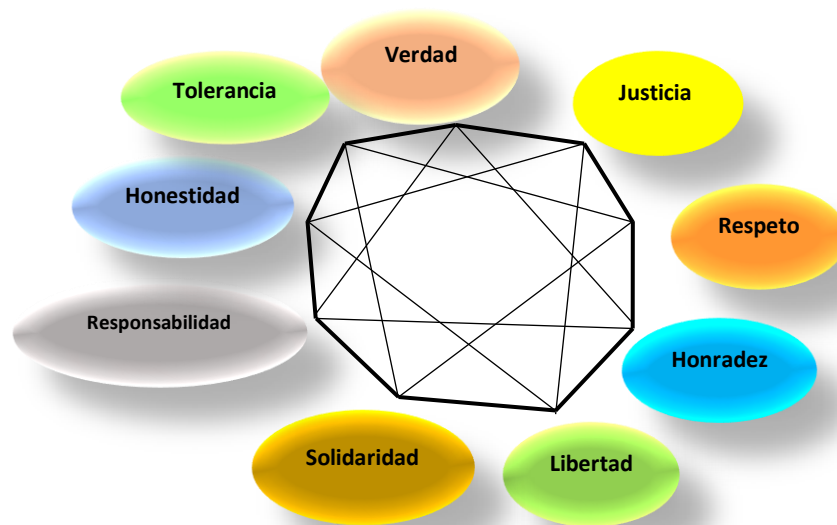 Verdad
Tolerancia
Justicia
Honestidad
Respeto
Responsabilidad
Honradez
Solidaridad
Libertad